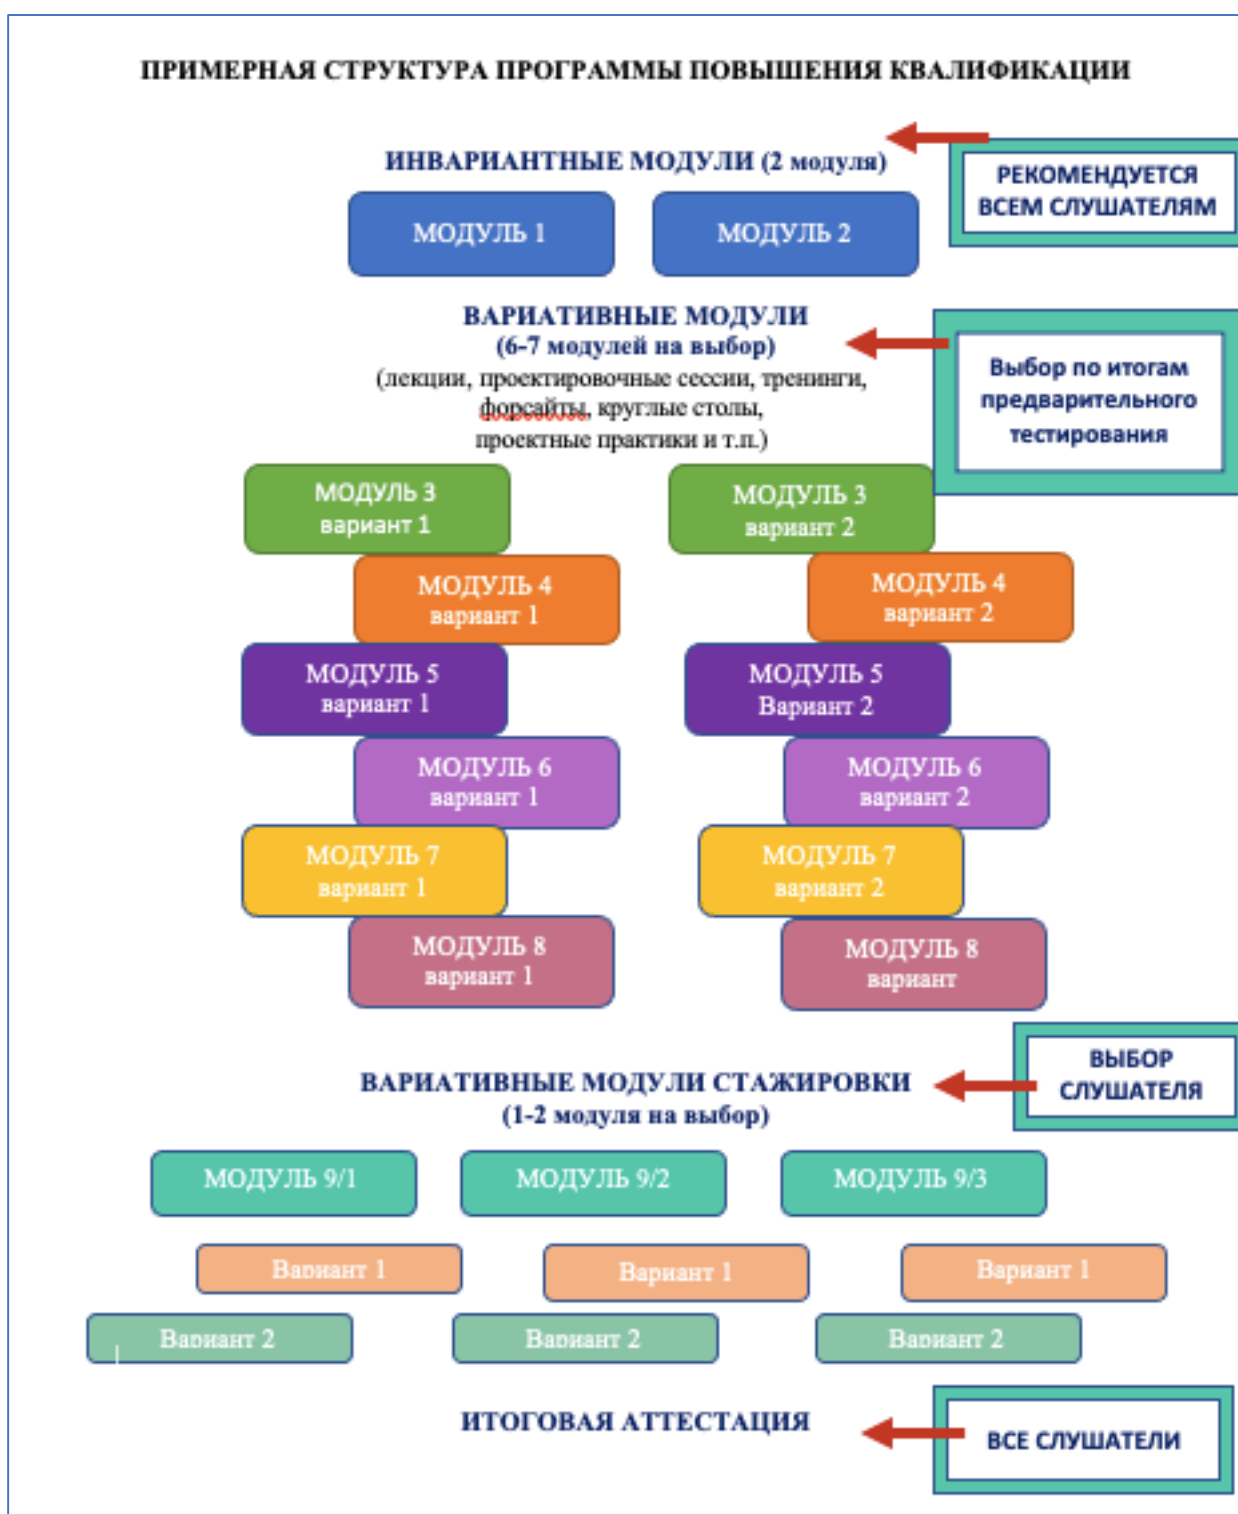 ПРИМЕРНАЯ СТРУКТУРА ПРОГРАММЫ ПОВЫШЕНИЯ КВАЛИФИКАЦИИ
ИНВАРИАНТНЫЕ МОДУЛИ (2 модуля)
РЕКОМЕНДУЕТСЯ
ВСЕМ СЛУШАТЕЛЯМ
МОДУЛЬ 1
МОДУЛЬ 2
ВАРИАТИВНЫЕ МОДУЛИ
(6-7 модулей на выбор)
(лекции, проектировочные сессии, тренинги,
форсайты, круглые столы,
проектные практики и т.п.)
Выбор по итогам
предварительного
тестирования
МОДУЛЬ 3
вариант 1
МОДУЛЬ 3
вариант 2
МОДУЛЬ 4
вариант 1
МОДУЛЬ 4
вариант 2
МОДУЛЬ 5
вариант 1
МОДУЛЬ 5
Вариант 2
МОДУЛЬ 6
вариант 1
МОДУЛЬ 6
вариант 2
МОДУЛЬ 7
вариант 1
МОДУЛЬ 7
вариант 2
МОДУЛЬ 8
вариант 1
МОДУЛЬ 8
вариант
ВАРИАТИВНЫЕ МОДУЛИ СТАЖИРОВКИ
(1-2 модуля на выбор)
ВЫБОР
СЛУШАТЕЛЯ
МОДУЛЬ 9/1
МОДУЛЬ 9/2
МОДУЛЬ 9/3
Вариант 1
Вариант 1
Вариант 1
Вариант 2
Вариант 2
Вариант 2
ИТОГОВАЯ АТТЕСТАЦИЯ
ВСЕ СЛУШАТЕЛИ